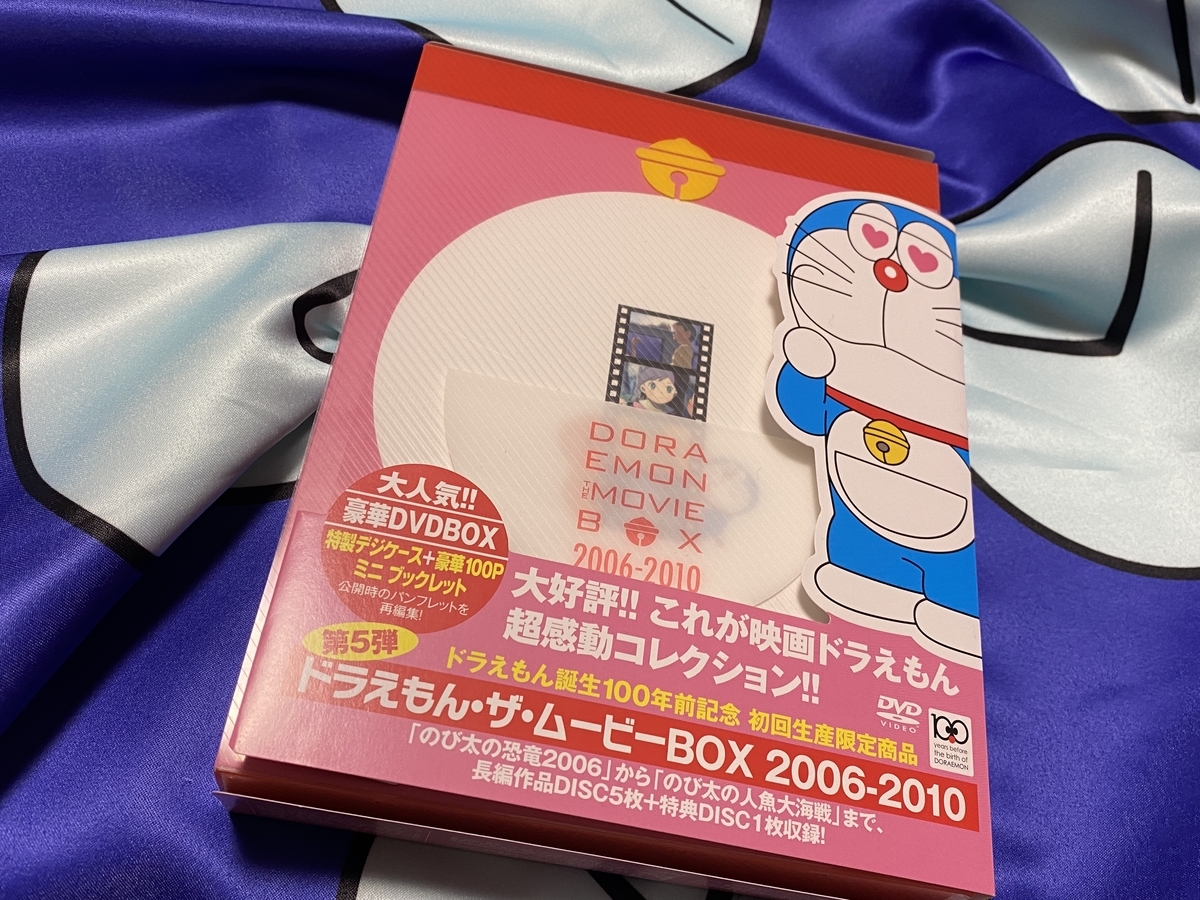 DORA
EMON
THE MOVIE
BOX
2006-2010
大人気!!
豪華DVDBOX
特製デジケース+豪華100P
ミニ ブックレット
公開時のパンフレットを
再編集!
第5弾
大好評!! これが映画ドラえもん
超感動コレクション!!
ドラえもん誕生100年前記念 初回生産限定商品
ドラえもん・ザ・ムービーBOX 2006-2010
「のび太の恐竜2006」から「のび太の人魚大海戦」まで、
長編作品DISC5枚+特典DISC1枚収録!
DVD
VIDEO
100
years before
the birth of
DORAEMON